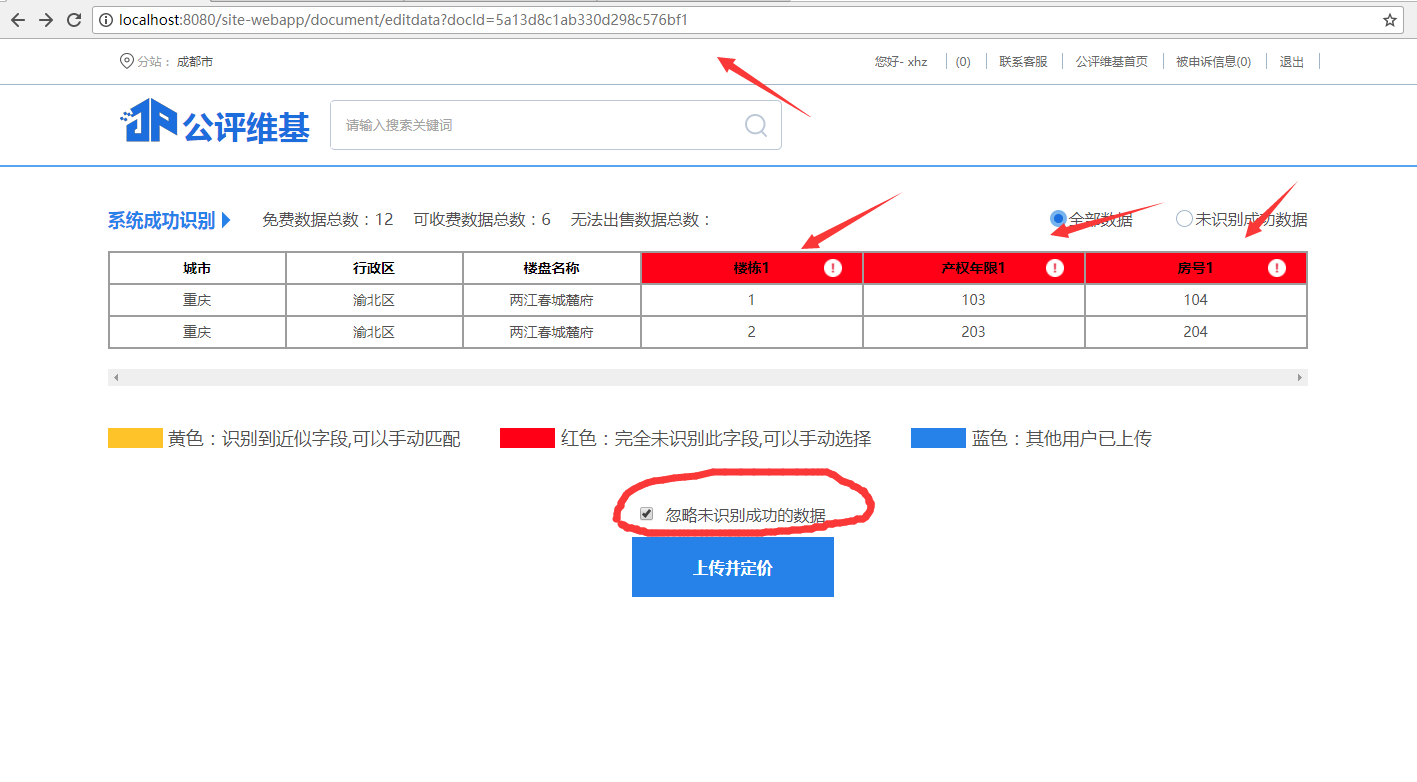 localhost:8080/site-webapp/document/editdata?docId=5a13d8c1ab330d298c576bf1
分站： 成都市 您好- xhz (0) 联系客服 公评维基首页 被申诉信息(0) 退出
公评维基 请输入搜索关键词
系统成功识别 免费数据总数：12 可收费数据总数：6 无法出售数据总数： 全部数据 未识别成功数据
城市 行政区 楼盘名称 楼栋1 产权年限1 房号1
重庆 渝北区 两江春城麓府 1 103 104
重庆 渝北区 两江春城麓府 2 203 204
黄色：识别到近似字段,可以手动匹配 红色：完全未识别此字段,可以手动选择 蓝色：其他用户已上传
忽略未识别成功的数据
上传并定价